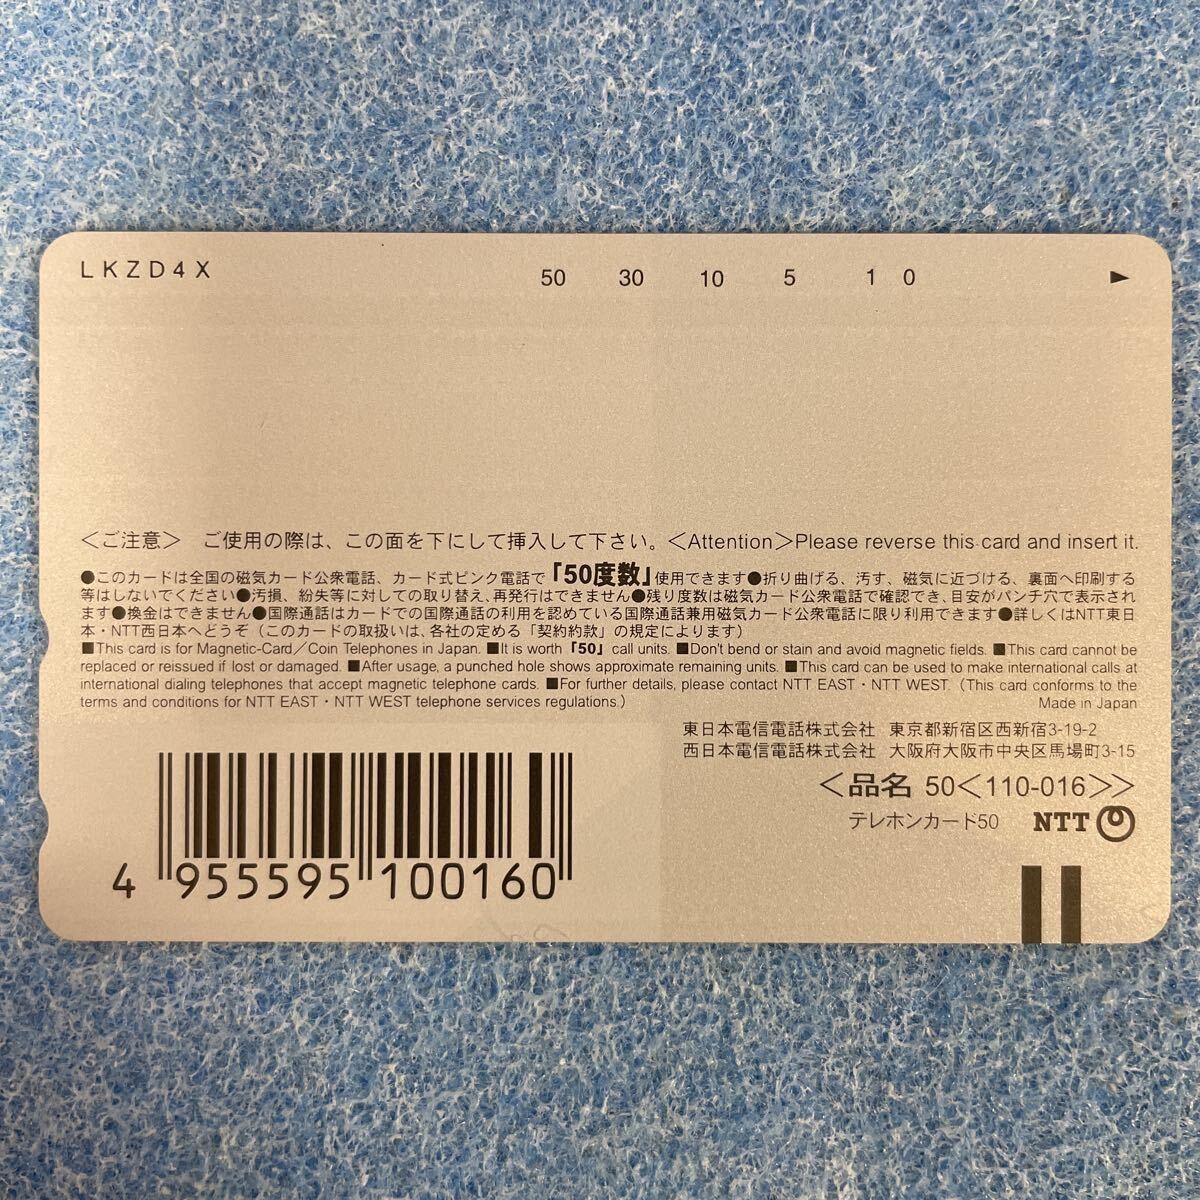 LKZD4X 50 30 10 5 1 0 ►
＜ご注意＞ ご使用の際は、この面を下にして挿入して下さい。＜Attention＞Please reverse this card and insert it.
●このカードは全国の磁気カード公衆電話、カード式ピンク電話で「50度数」使用できます●折り曲げる、汚す、磁気に近づける、裏面へ印刷する
等はしないでください●汚損、紛失等に対しての取り替え、再発行はできません●残り度数は磁気カード公衆電話で確認でき、目安がパンチ穴で表示されま
ます●換金はできません●国際通話はカードでの国際通話の利用を認めている国際通話兼用磁気カード公衆電話に限り利用できます●詳しくはNTT東日
本・NTT西日本へどうぞ（このカードの取扱いは、各社の定める「契約約款」の規定によります）
■This card is for Magnetic-Card／Coin Telephones in Japan. ■It is worth「50」call units. ■Don't bend or stain and avoid magnetic fields. ■This card cannot be
replaced or reissued if lost or damaged. ■After usage, a punched hole shows approximate remaining units. ■This card can be used to make international calls at
international dialing telephones that accept magnetic telephone cards. ■For further details, please contact NTT EAST・NTT WEST.（This card conforms to the
terms and conditions for NTT EAST・NTT WEST telephone services regulations.）
Made in Japan
東日本電信電話株式会社 東京都新宿区西新宿3-19-2
西日本電信電話株式会社 大阪府大阪市中央区馬場町3-15
＜品名 50＜110-016＞＞
テレホンカード50 NTT
4 955595 100160